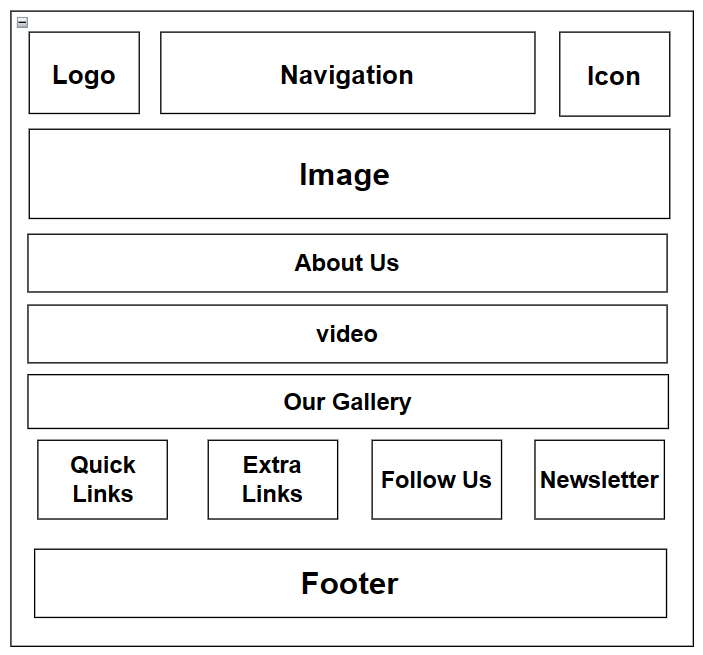 Logo
Navigation
Icon
Image
About Us
video
Our Gallery
Quick
Links
Extra
Links
Follow Us
Newsletter
Footer